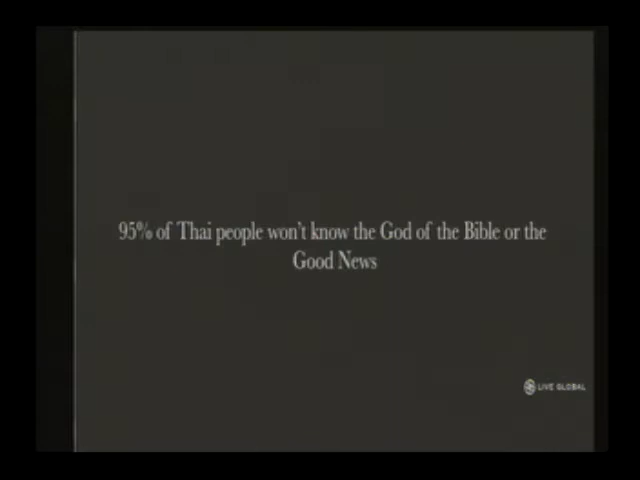 95% of Thai people won't know the God of the Bible or the
Good News
LIVE GLOBAL